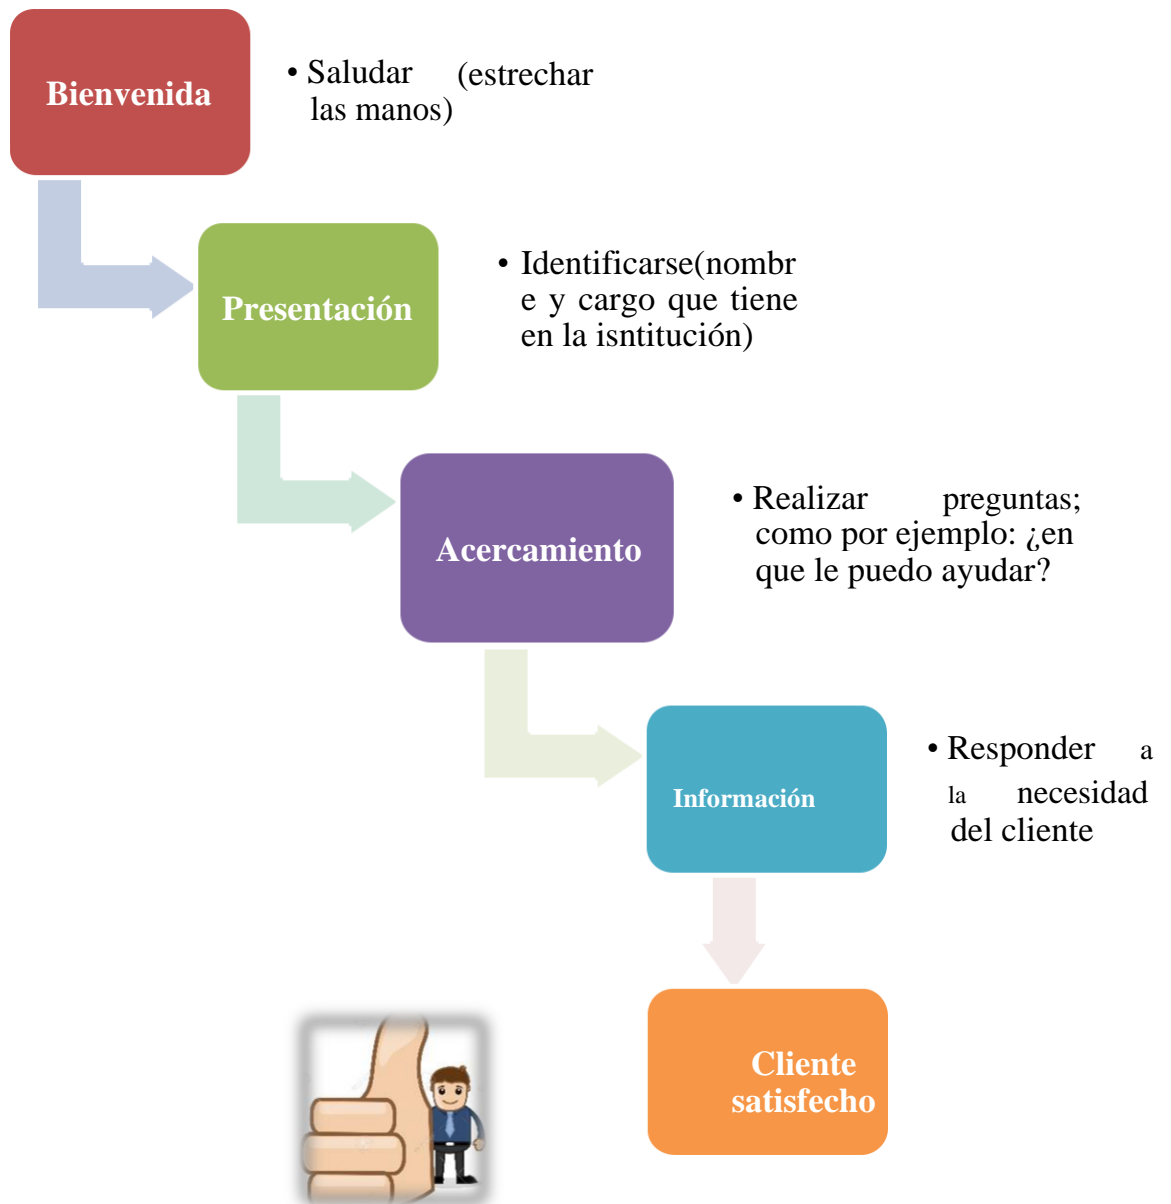 Bienvenida
• Saludar (estrechar
las manos)
Presentación
• Identificarse(nombr
e y cargo que tiene
en la isntitución)
Acercamiento
• Realizar preguntas;
como por ejemplo: ¿en
que le puedo ayudar?
Información
• Responder a
la necesidad
del cliente
Cliente
satisfecho